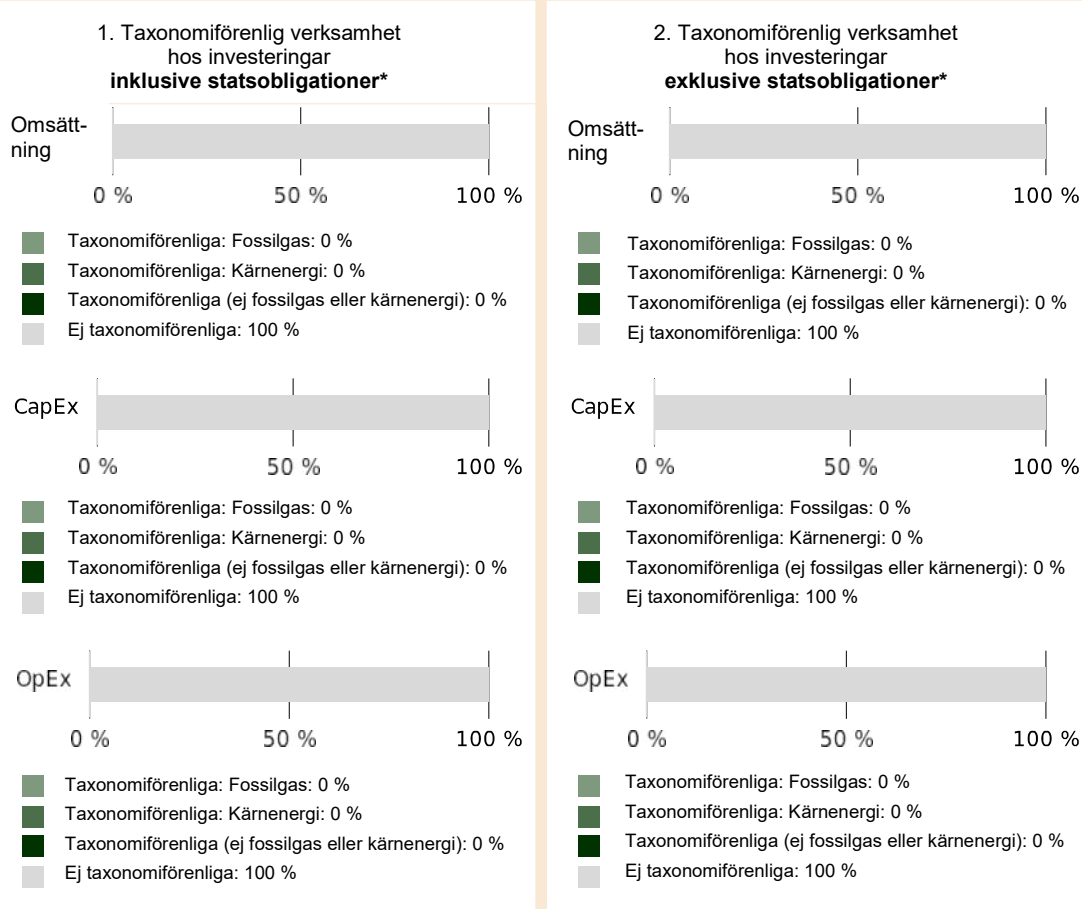 1. Taxonomiförenlig verksamhet
hos investeringar
inklusive statsobligationer*
Omsätt-
ning
0 % 50 % 100 %
Taxonomiförenliga: Fossilgas: 0 %
Taxonomiförenliga: Kärnenergi: 0 %
Taxonomiförenliga (ej fossilgas eller kärnenergi): 0 %
Ej taxonomiförenliga: 100 %
CapEx
0 % 50 % 100 %
Taxonomiförenliga: Fossilgas: 0 %
Taxonomiförenliga: Kärnenergi: 0 %
Taxonomiförenliga (ej fossilgas eller kärnenergi): 0 %
Ej taxonomiförenliga: 100 %
OpEx
0 % 50 % 100 %
Taxonomiförenliga: Fossilgas: 0 %
Taxonomiförenliga: Kärnenergi: 0 %
Taxonomiförenliga (ej fossilgas eller kärnenergi): 0 %
Ej taxonomiförenliga: 100 %
2. Taxonomiförenlig verksamhet
hos investeringar
exklusive statsobligationer*
Omsätt-
ning
0 % 50 % 100 %
Taxonomiförenliga: Fossilgas: 0 %
Taxonomiförenliga: Kärnenergi: 0 %
Taxonomiförenliga (ej fossilgas eller kärnenergi): 0 %
Ej taxonomiförenliga: 100 %
CapEx
0 % 50 % 100 %
Taxonomiförenliga: Fossilgas: 0 %
Taxonomiförenliga: Kärnenergi: 0 %
Taxonomiförenliga (ej fossilgas eller kärnenergi): 0 %
Ej taxonomiförenliga: 100 %
OpEx
0 % 50 % 100 %
Taxonomiförenliga: Fossilgas: 0 %
Taxonomiförenliga: Kärnenergi: 0 %
Taxonomiförenliga (ej fossilgas eller kärnenergi): 0 %
Ej taxonomiförenliga: 100 %